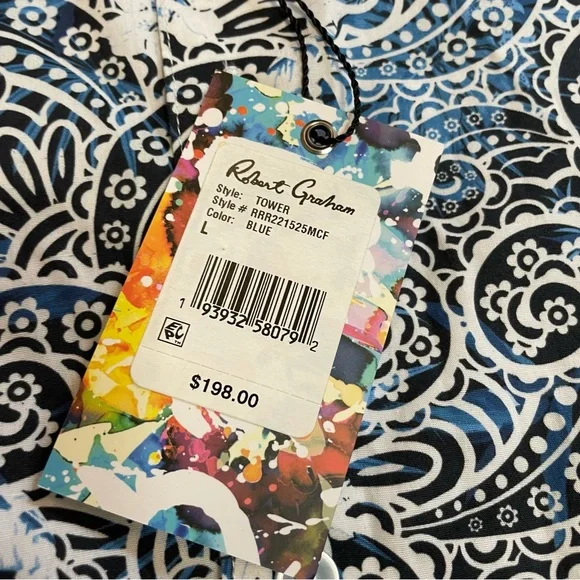 Robert Graham
Style: TOWER
Style # RRR221525MCF
Color: BLUE
L
1 93932 58079 2
$198.00